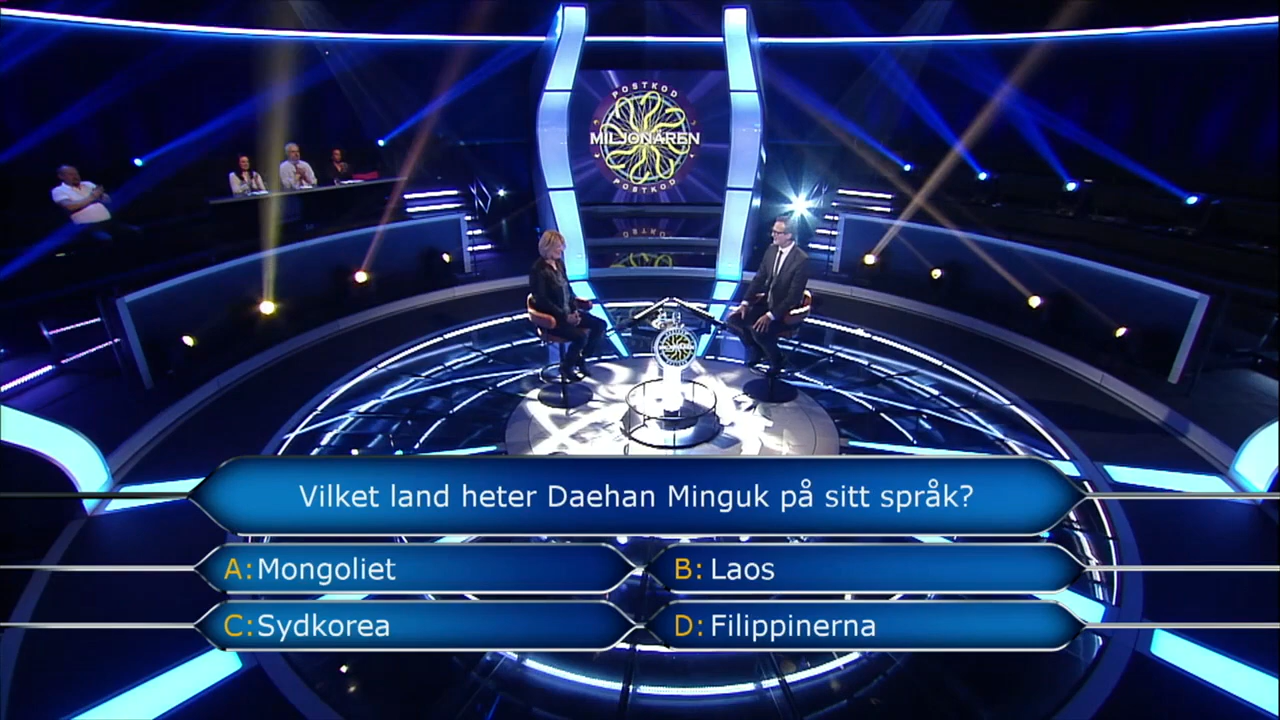 POSTKOD
MILJONÄREN
POSTKOD
Vilket land heter Daehan Minguk på sitt språk?
A: Mongoliet
B: Laos
C: Sydkorea
D: Filippinerna